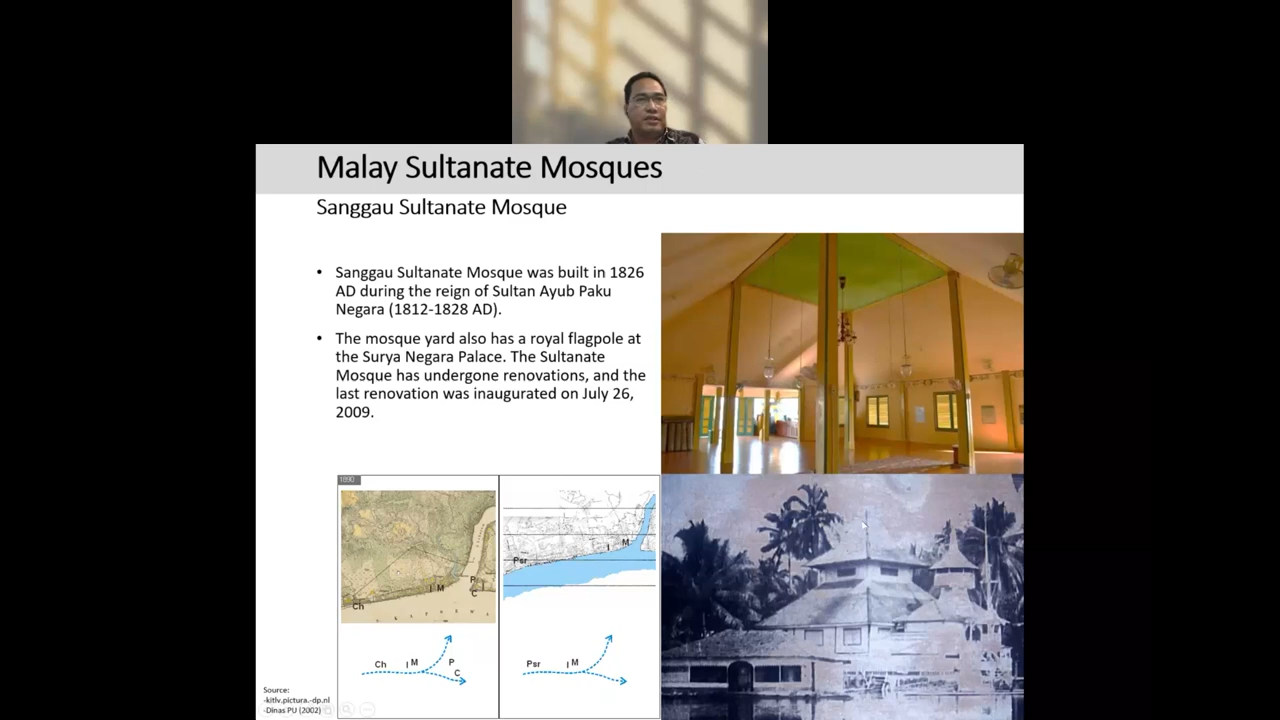 Malay Sultanate Mosques
Sanggau Sultanate Mosque
• Sanggau Sultanate Mosque was built in 1826
AD during the reign of Sultan Ayub Paku
Negara (1812-1828 AD).
• The mosque yard also has a royal flagpole at
the Surya Negara Palace. The Sultanate
Mosque has undergone renovations, and the
last renovation was inaugurated on July 26,
2009.
1890
Ch I M P C
Psr I M
Ch I M P C
Psr I M
Source:
-kitlv.pictura.-dp.nl
-Dinas PU (2002)